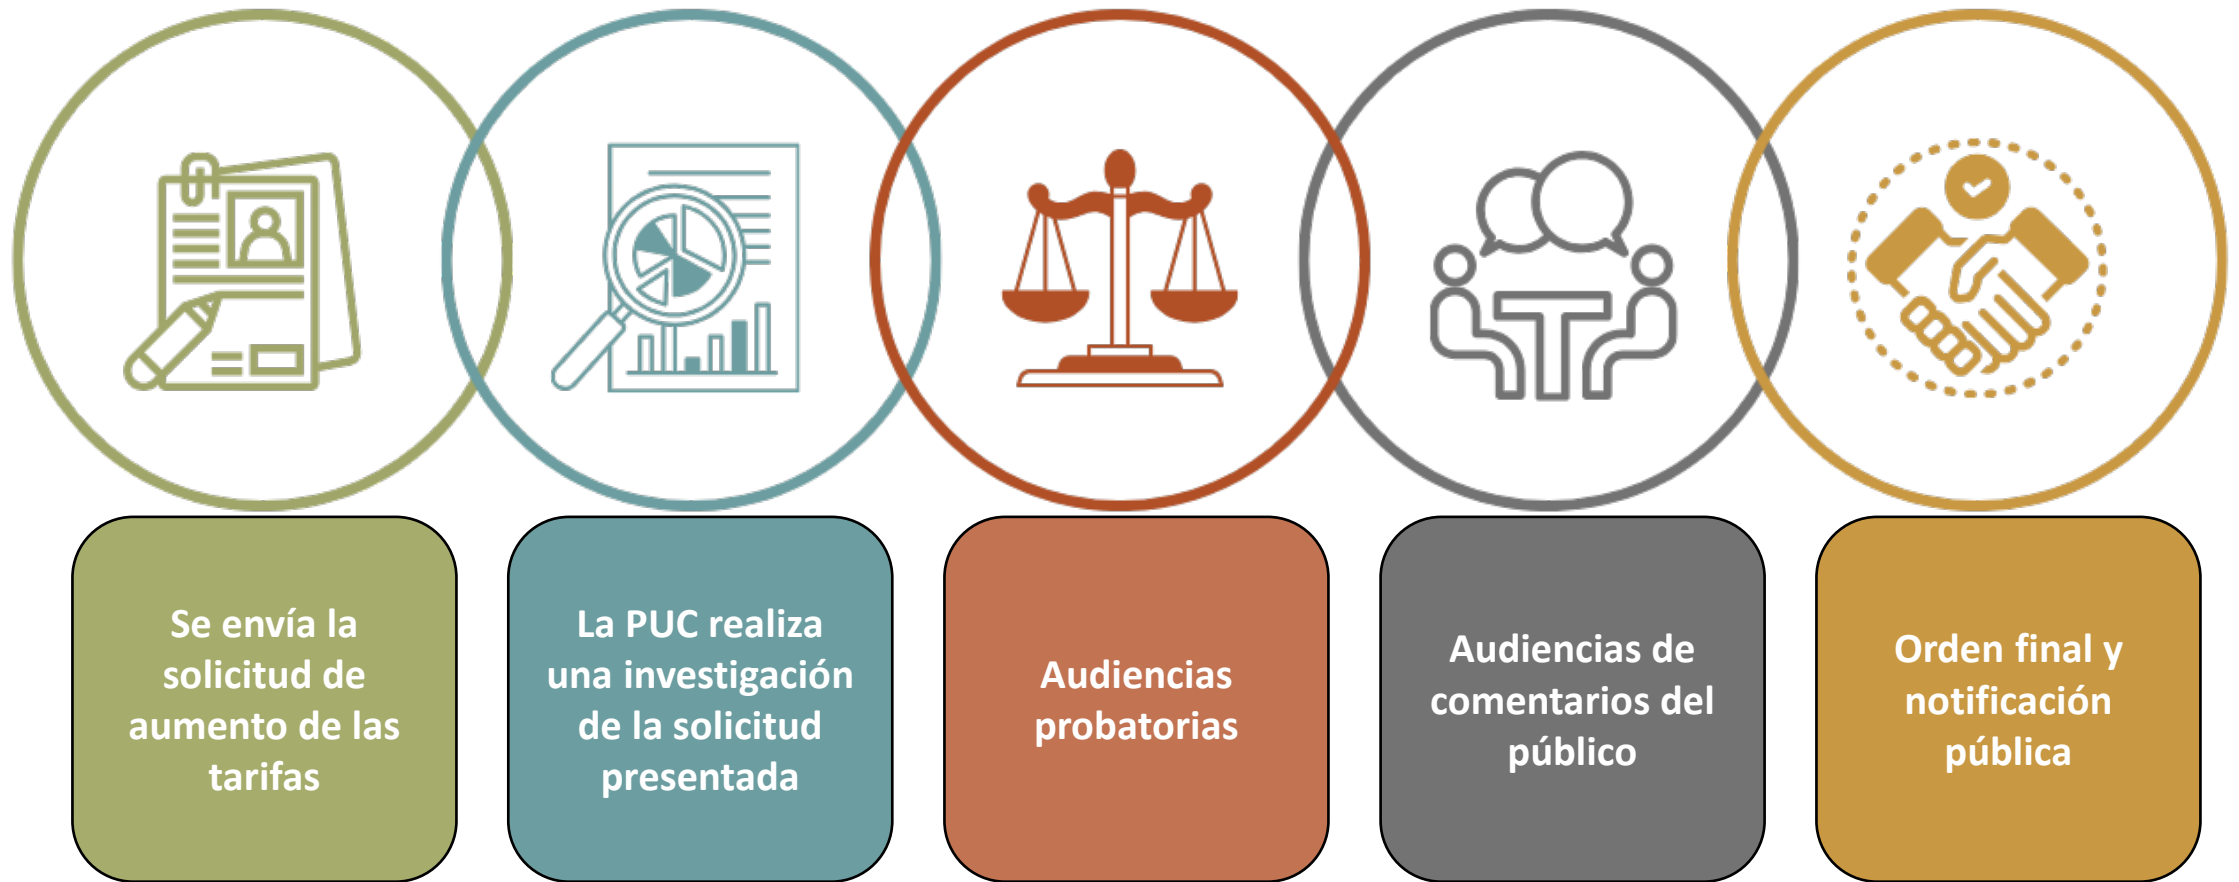 Se envía la
solicitud de
aumento de las
tarifas
La PUC realiza
una investigación
de la solicitud
presentada
Audiencias
probatorias
Audiencias de
comentarios del
público
Orden final y
notificación
pública